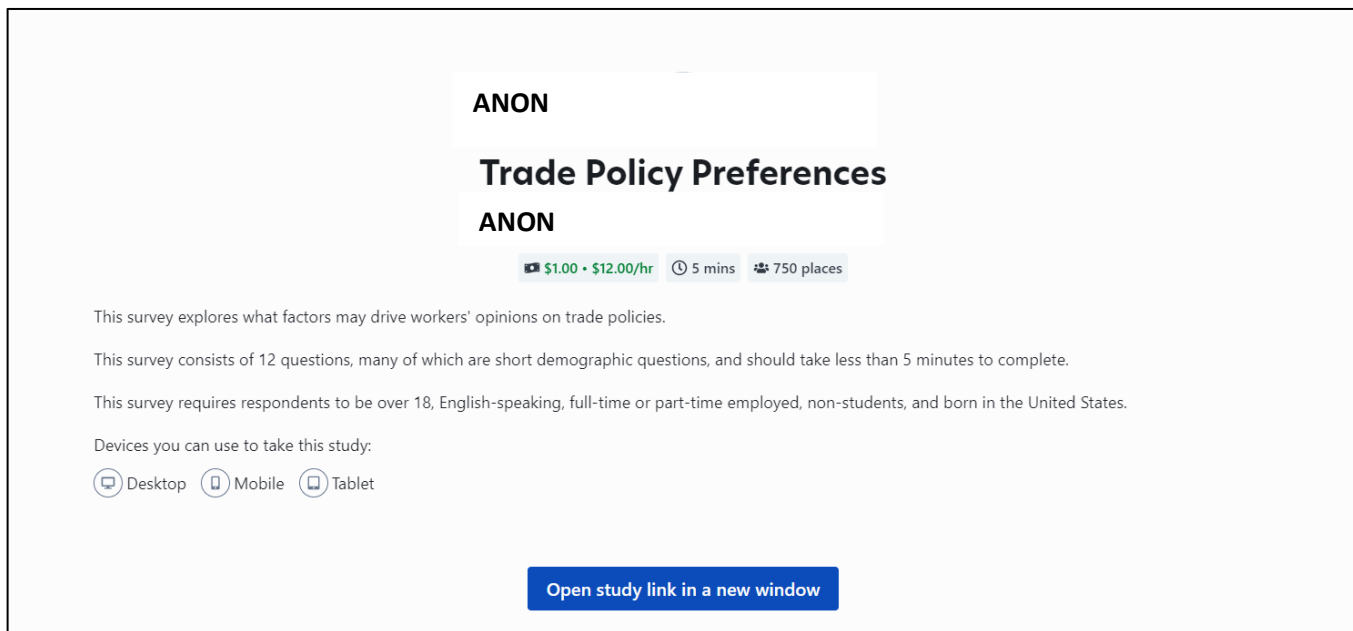 ANON
Trade Policy Preferences
ANON
$1.00 • $12.00/hr 5 mins 750 places
This survey explores what factors may drive workers' opinions on trade policies.
This survey consists of 12 questions, many of which are short demographic questions, and should take less than 5 minutes to complete.
This survey requires respondents to be over 18, English-speaking, full-time or part-time employed, non-students, and born in the United States.
Devices you can use to take this study:
Desktop Mobile Tablet
Open study link in a new window